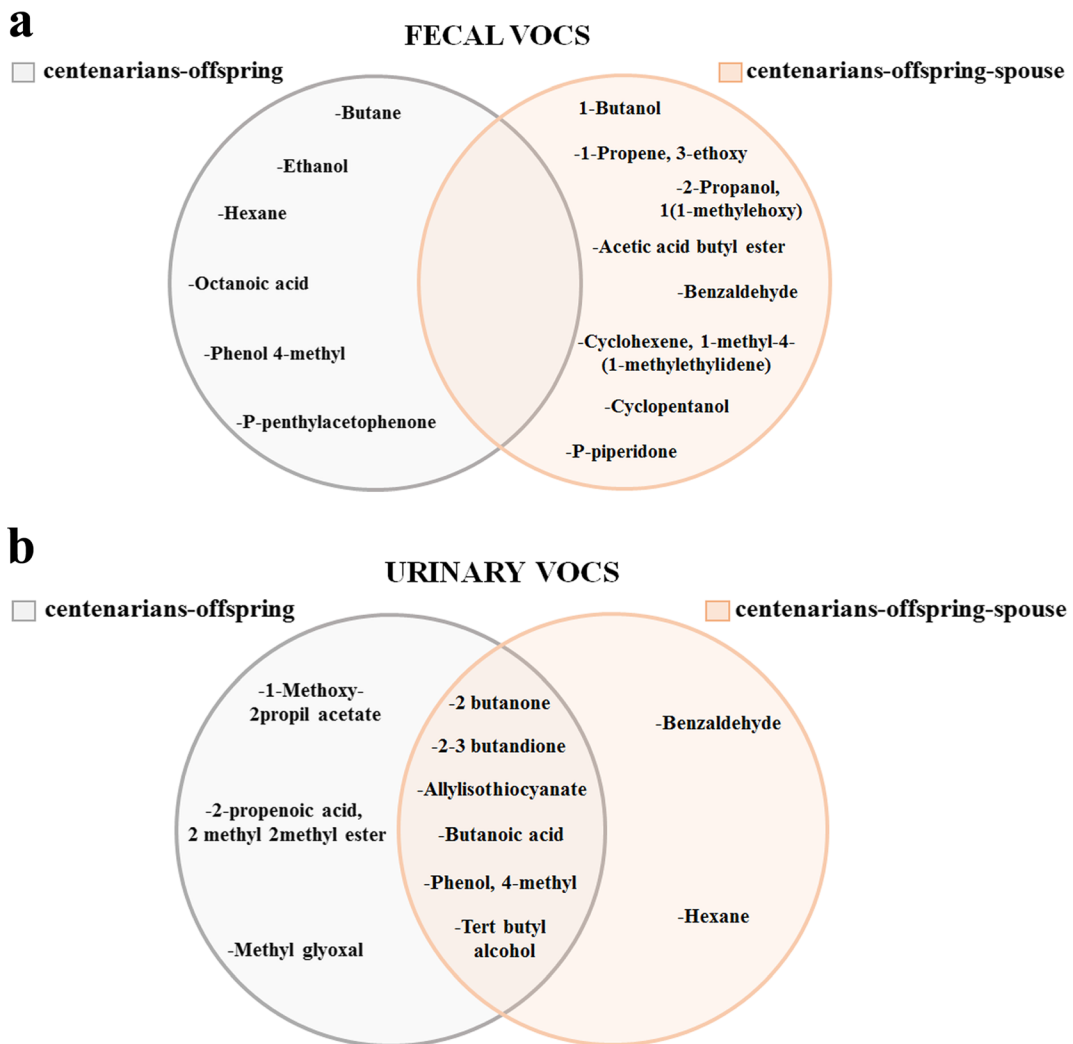 a
FECAL VOCS
centenarians-offspring
centenarians-offspring-spouse
-Butane
-Ethanol
-Hexane
-Octanoic acid
-Phenol 4-methyl
-P-penthylacetophenone
1-Butanol
-1-Propene, 3-ethoxy
-2-Propanol,
1(1-methylehoxy)
-Acetic acid butyl ester
-Benzaldehyde
-Cyclohexene, 1-methyl-4-
(1-methylethylidene)
-Cyclopentanol
-P-piperidone
b
URINARY VOCS
centenarians-offspring
centenarians-offspring-spouse
-1-Methoxy-
2propil acetate
-2-propenoic acid,
2 methyl 2methyl ester
-Methyl glyoxal
-2 butanone
-2-3 butandione
-Allylisothiocyanate
-Butanoic acid
-Phenol, 4-methyl
-Tert butyl
alcohol
-Benzaldehyde
-Hexane